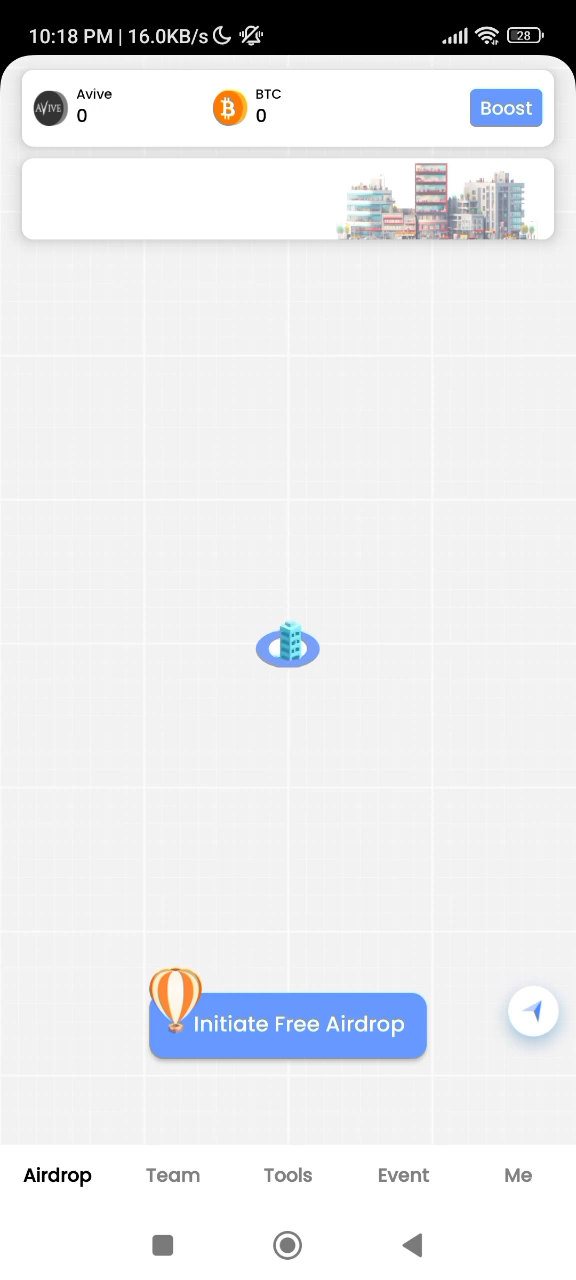 10:18 PM | 16.0KB/s 28
Avive
0
BTC
0
Boost
AVIVE
Initiate Free Airdrop
Airdrop Team Tools Event Me